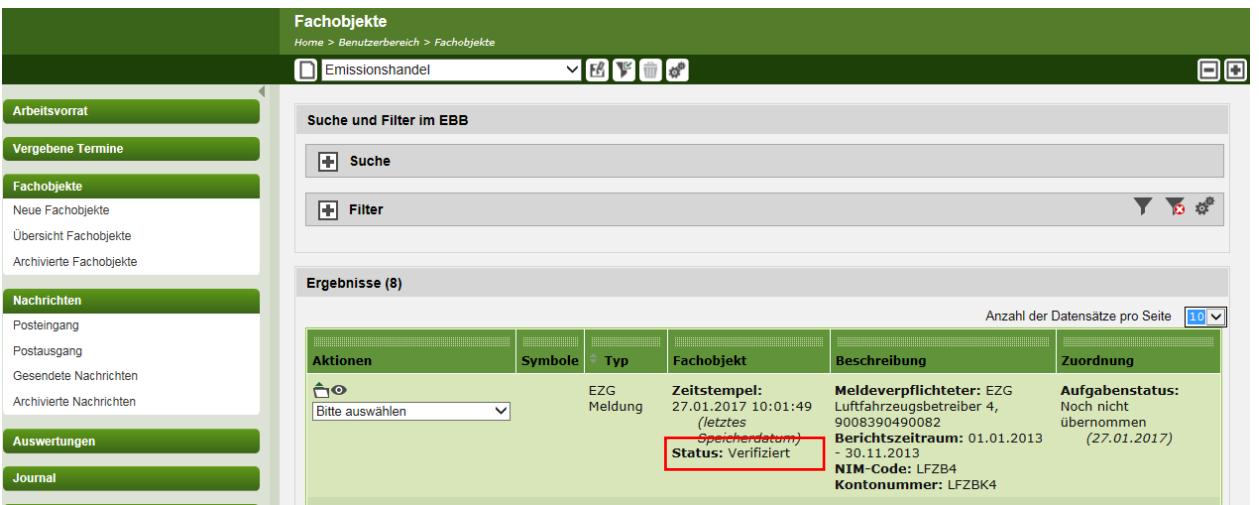 Fachobjekte
Home > Benutzerbereich > Fachobjekte
Emissionshandel
Arbeitsvorrat
Vergebene Termine
Fachobjekte
Neue Fachobjekte
Übersicht Fachobjekte
Archivierte Fachobjekte
Nachrichten
Posteingang
Postausgang
Gesendete Nachrichten
Archivierte Nachrichten
Auswertungen
Journal
Suche und Filter im EBB
Suche
Filter
Ergebnisse (8)
Anzahl der Datensätze pro Seite 10
Aktionen Symbole Typ Fachobjekt Beschreibung Zuordnung
Bitte auswählen
EZG
Meldung
Zeitstempel:
27.01.2017 10:01:49
(letztes
Speicherdatum)
Status: Verifiziert
Meldeverpflichteter: EZG
Luftfahrzeugsbetreiber 4,
9008390490082
Berichtszeitraum: 01.01.2013
- 30.11.2013
NIM-Code: LFZB4
Kontonummer: LFZBK4
Aufgabenstatus:
Noch nicht
übernommen
(27.01.2017)